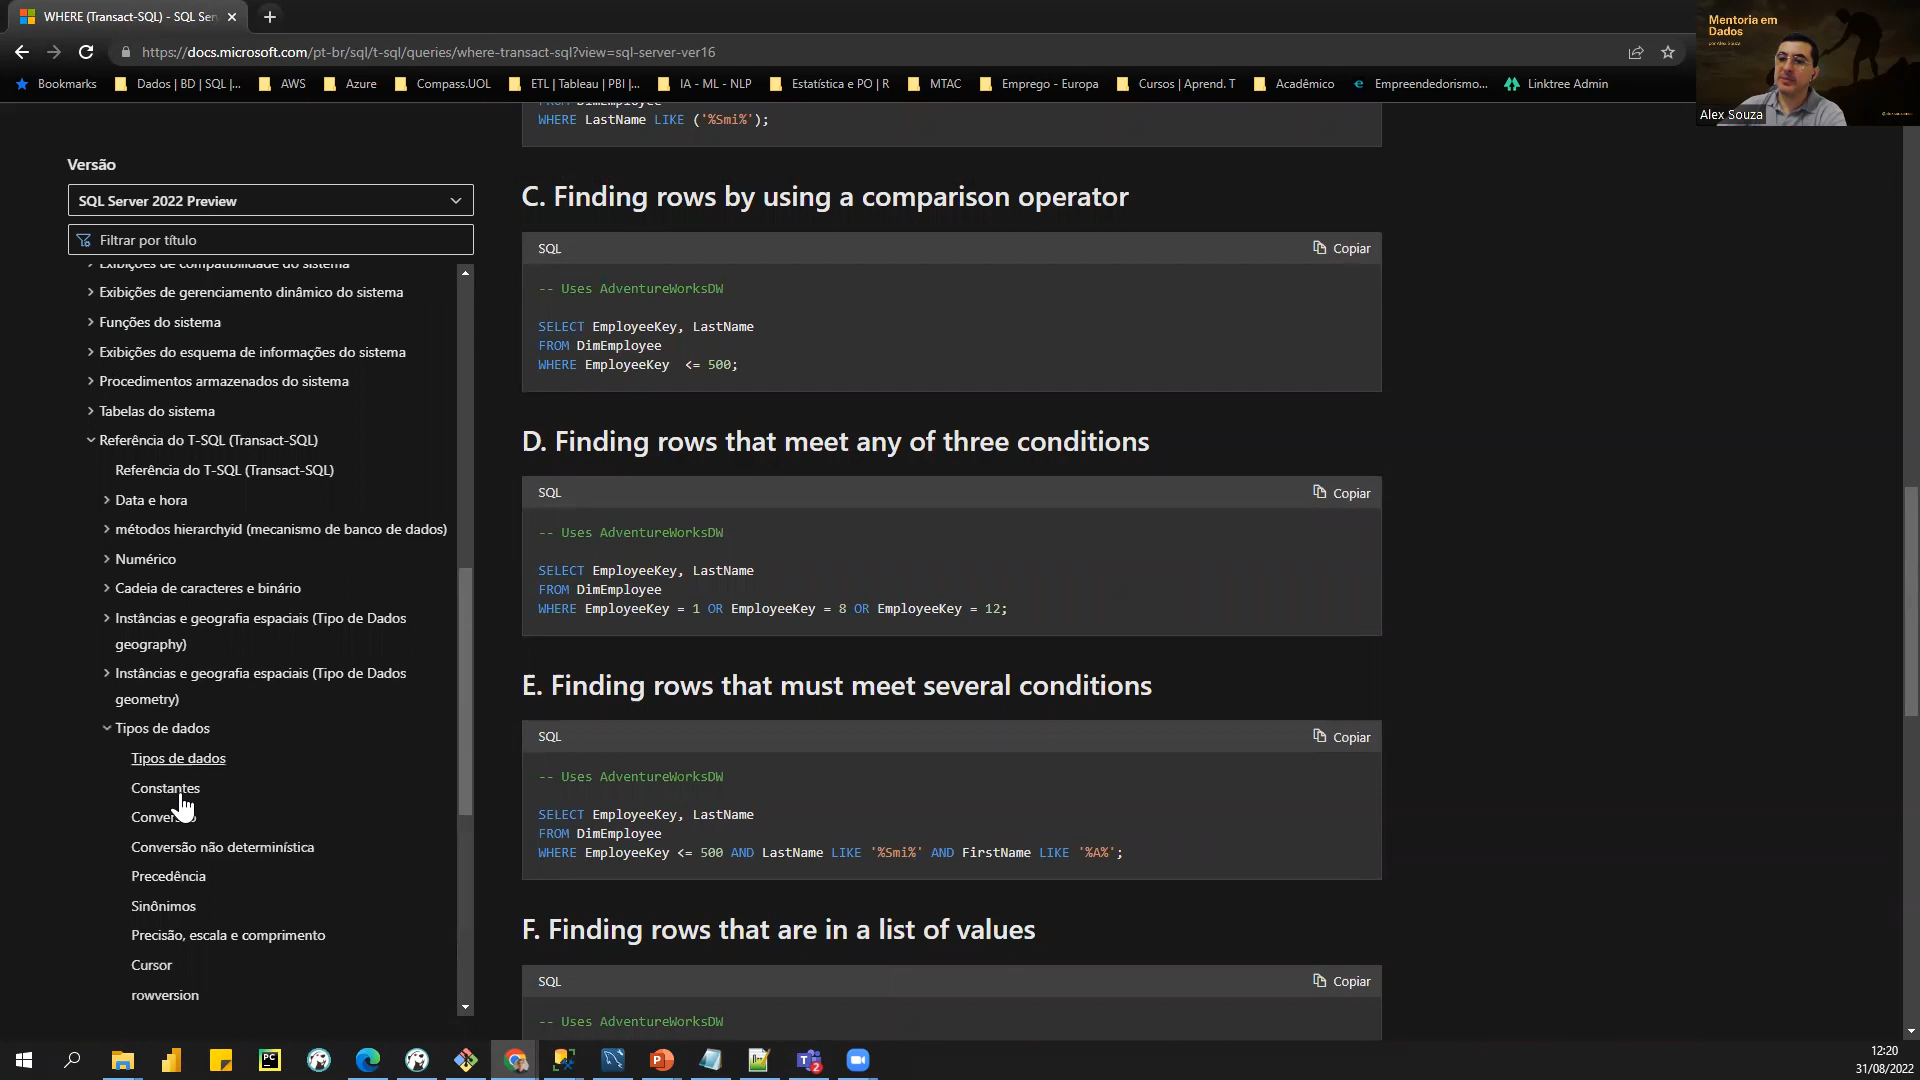 WHERE (Transact-SQL) - SQL Ser
https://docs.microsoft.com/pt-br/sql/t-sql/queries/where-transact-sql?view=sql-server-ver16
Bookmarks
Dados | BD | SQL |...
AWS
Azure
Compass.UOL
ETL | Tableau | PBI |...
IA - ML - NLP
Estatística e PO | R
MTAC
Emprego - Europa
Cursos | Aprend. T
Acadêmico
Empreendedorismo...
Linktree Admin
Mentoria em
Dados
Alex Souza
Versão
SQL Server 2022 Preview
Filtrar por título
Exibições de compatibilidade do sistema
Exibições de gerenciamento dinâmico do sistema
Funções do sistema
Exibições do esquema de informações do sistema
Procedimentos armazenados do sistema
Tabelas do sistema
Referência do T-SQL (Transact-SQL)
Referência do T-SQL (Transact-SQL)
Data e hora
métodos hierarchyid (mecanismo de banco de dados)
Numérico
Cadeia de caracteres e binário
Instâncias e geografia espaciais (Tipo de Dados
geography)
Instâncias e geografia espaciais (Tipo de Dados
geometry)
Tipos de dados
Tipos de dados
Constantes
Conversão
Conversão não determinística
Precedência
Sinônimos
Precisão, escala e comprimento
Cursor
rowversion
FROM DimEmployee
WHERE LastName LIKE ('%Smi%');
C. Finding rows by using a comparison operator
SQL
Copiar
-- Uses AdventureWorksDW
SELECT EmployeeKey, LastName
FROM DimEmployee
WHERE EmployeeKey  <= 500;
D. Finding rows that meet any of three conditions
SQL
Copiar
-- Uses AdventureWorksDW
SELECT EmployeeKey, LastName
FROM DimEmployee
WHERE EmployeeKey = 1 OR EmployeeKey = 8 OR EmployeeKey = 12;
E. Finding rows that must meet several conditions
SQL
Copiar
-- Uses AdventureWorksDW
SELECT EmployeeKey, LastName
FROM DimEmployee
WHERE EmployeeKey <= 500 AND LastName LIKE '%Smi%' AND FirstName LIKE '%A%';
F. Finding rows that are in a list of values
SQL
Copiar
-- Uses AdventureWorksDW
PC
2
12:20
31/08/2022